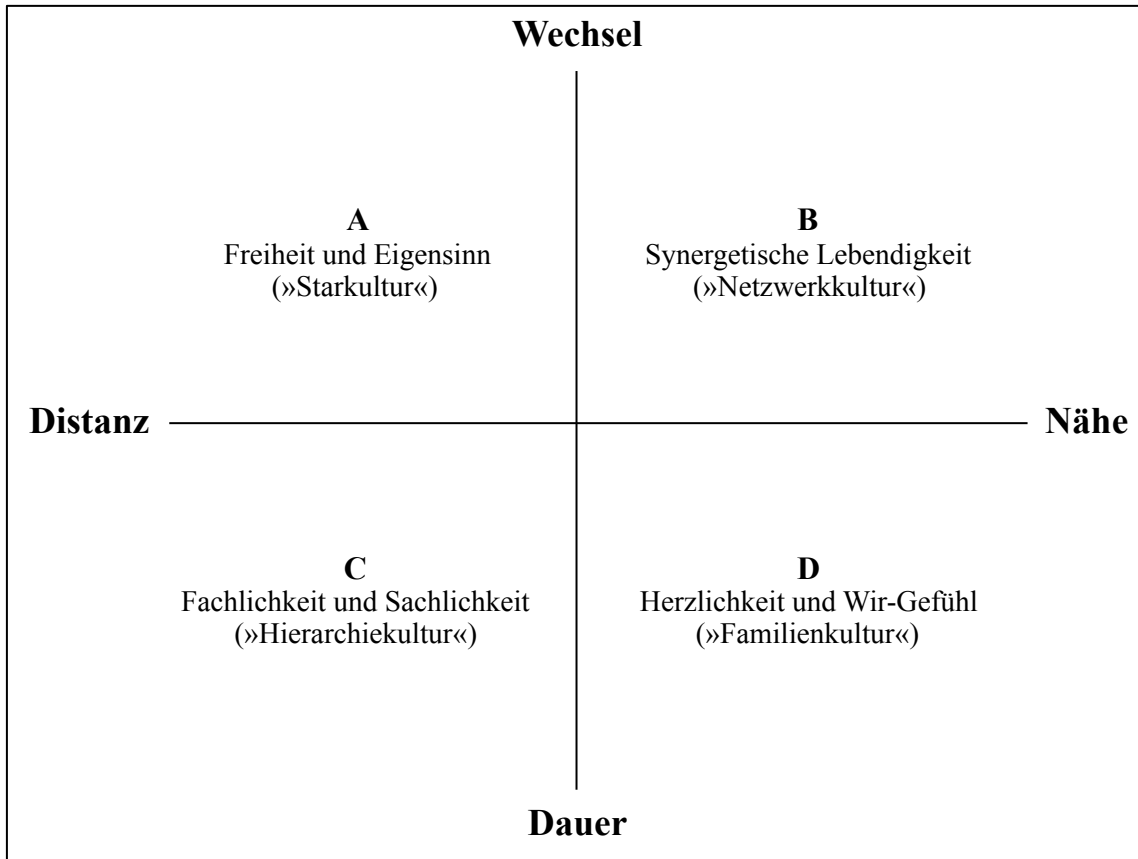 Wechsel
A
Freiheit und Eigensinn
(»Starkultur«)
B
Synergetische Lebendigkeit
(»Netzwerkkultur«)
Distanz
Nähe
C
Fachlichkeit und Sachlichkeit
(»Hierarchiekultur«)
D
Herzlichkeit und Wir-Gefühl
(»Familienkultur«)
Dauer